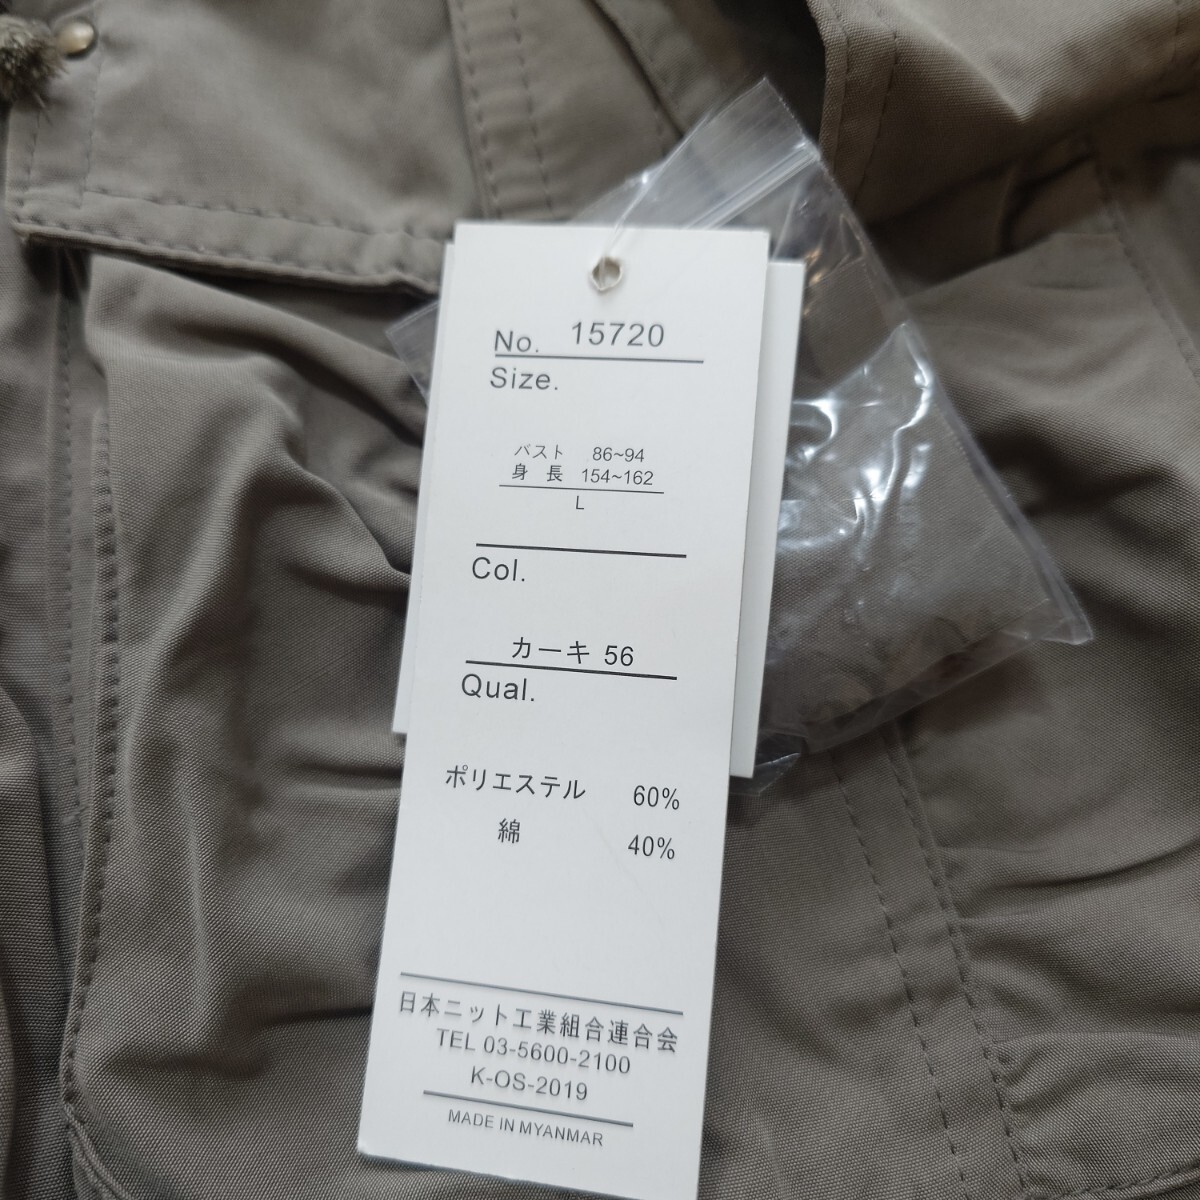 No. 15720
Size.
バスト 86~94
身 長 154~162
L
Col.
カーキ 56
Qual.
ポリエステル 60%
綿 40%
日本ニット工業組合連合会
TEL 03-5600-2100
K-OS-2019
MADE IN MYANMAR